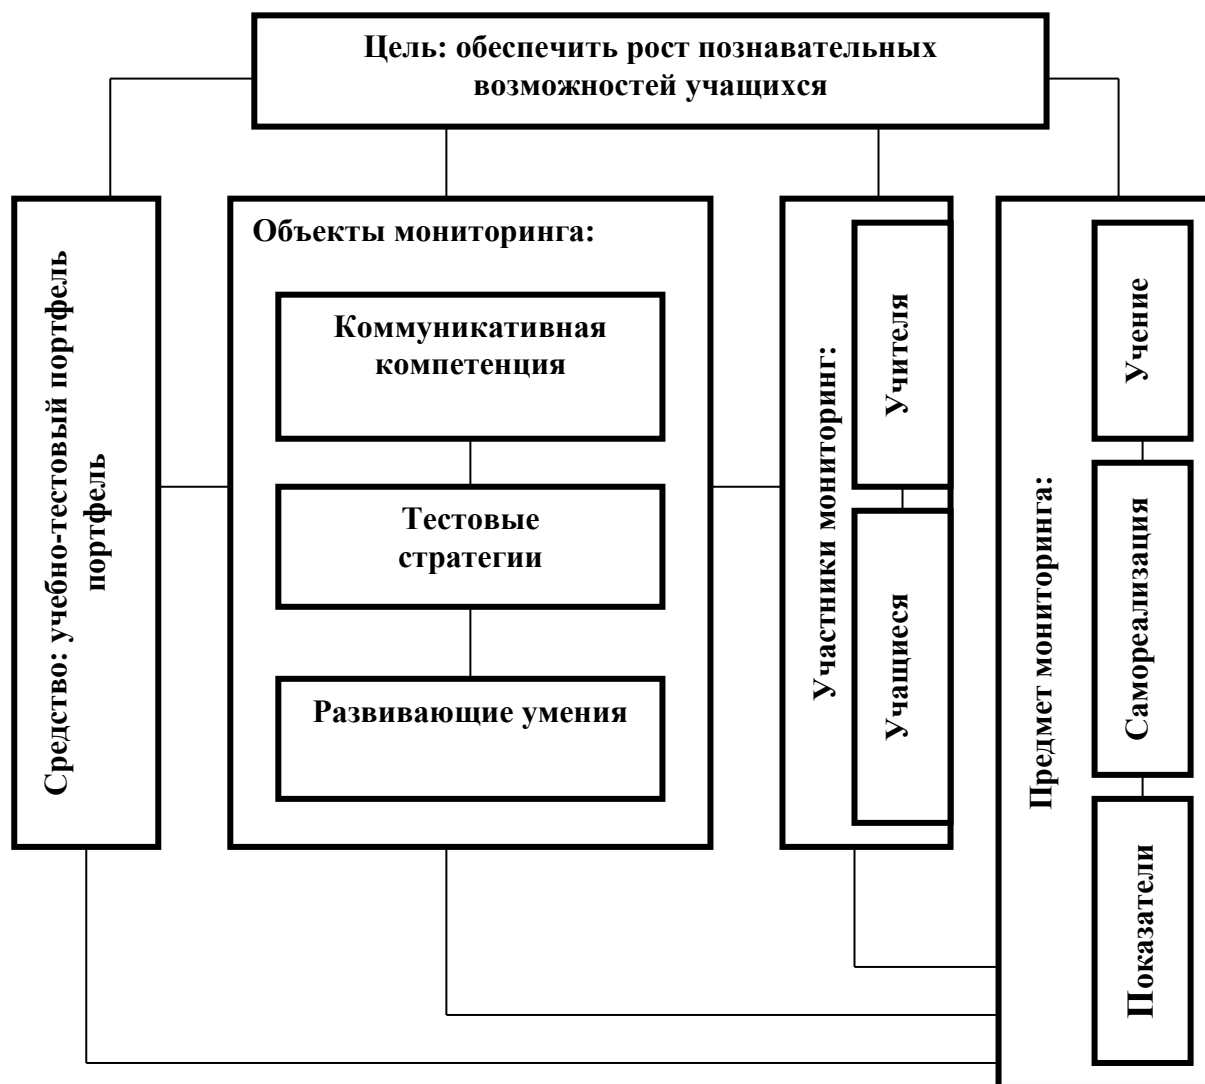 Цель: обеспечить рост познавательных
возможностей учащихся
Средство: учебно-тестовый портфель
портфель
Объекты мониторинга:
Коммуникативная
компетенция
Тестовые
стратегии
Развивающие умения
Участники мониторинг:
Учителя
Учащиеся
Предмет мониторинга:
Учение
Самореализация
Показатели